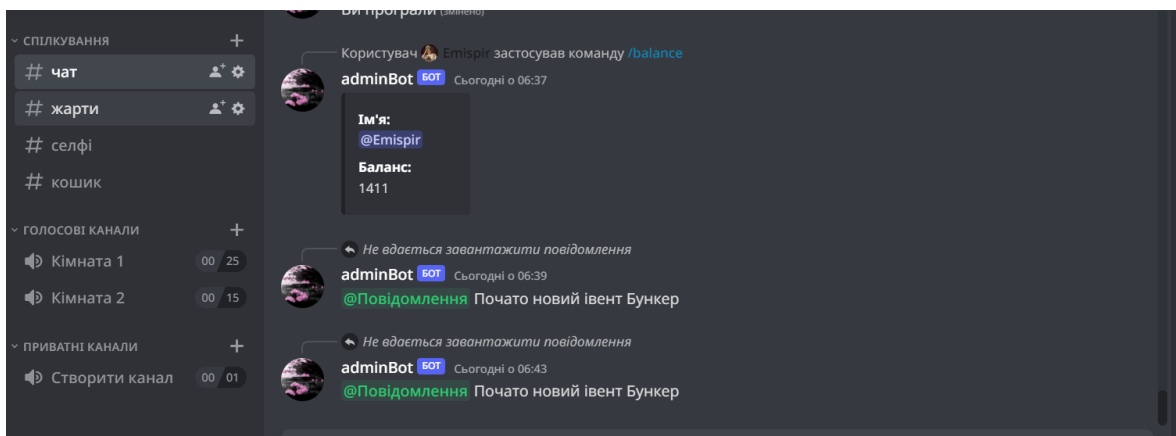 СПІЛКУВАННЯ
чат
жарти
селфі
кошик
ГОЛОСОВІ КАНАЛИ
Кімната 1 00 25
Кімната 2 00 15
ПРИВАТНІ КАНАЛИ
Створити канал 00 01
Ви програли (змінено)
Користувач Emispir застосував команду /balance
adminBot БОТ Сьогодні о 06:37
Ім'я:
@Emispir
Баланс:
1411
Не вдається завантажити повідомлення
adminBot БОТ Сьогодні о 06:39
@Повідомлення Почато новий івент Бункер
Не вдається завантажити повідомлення
adminBot БОТ Сьогодні о 06:43
@Повідомлення Почато новий івент Бункер